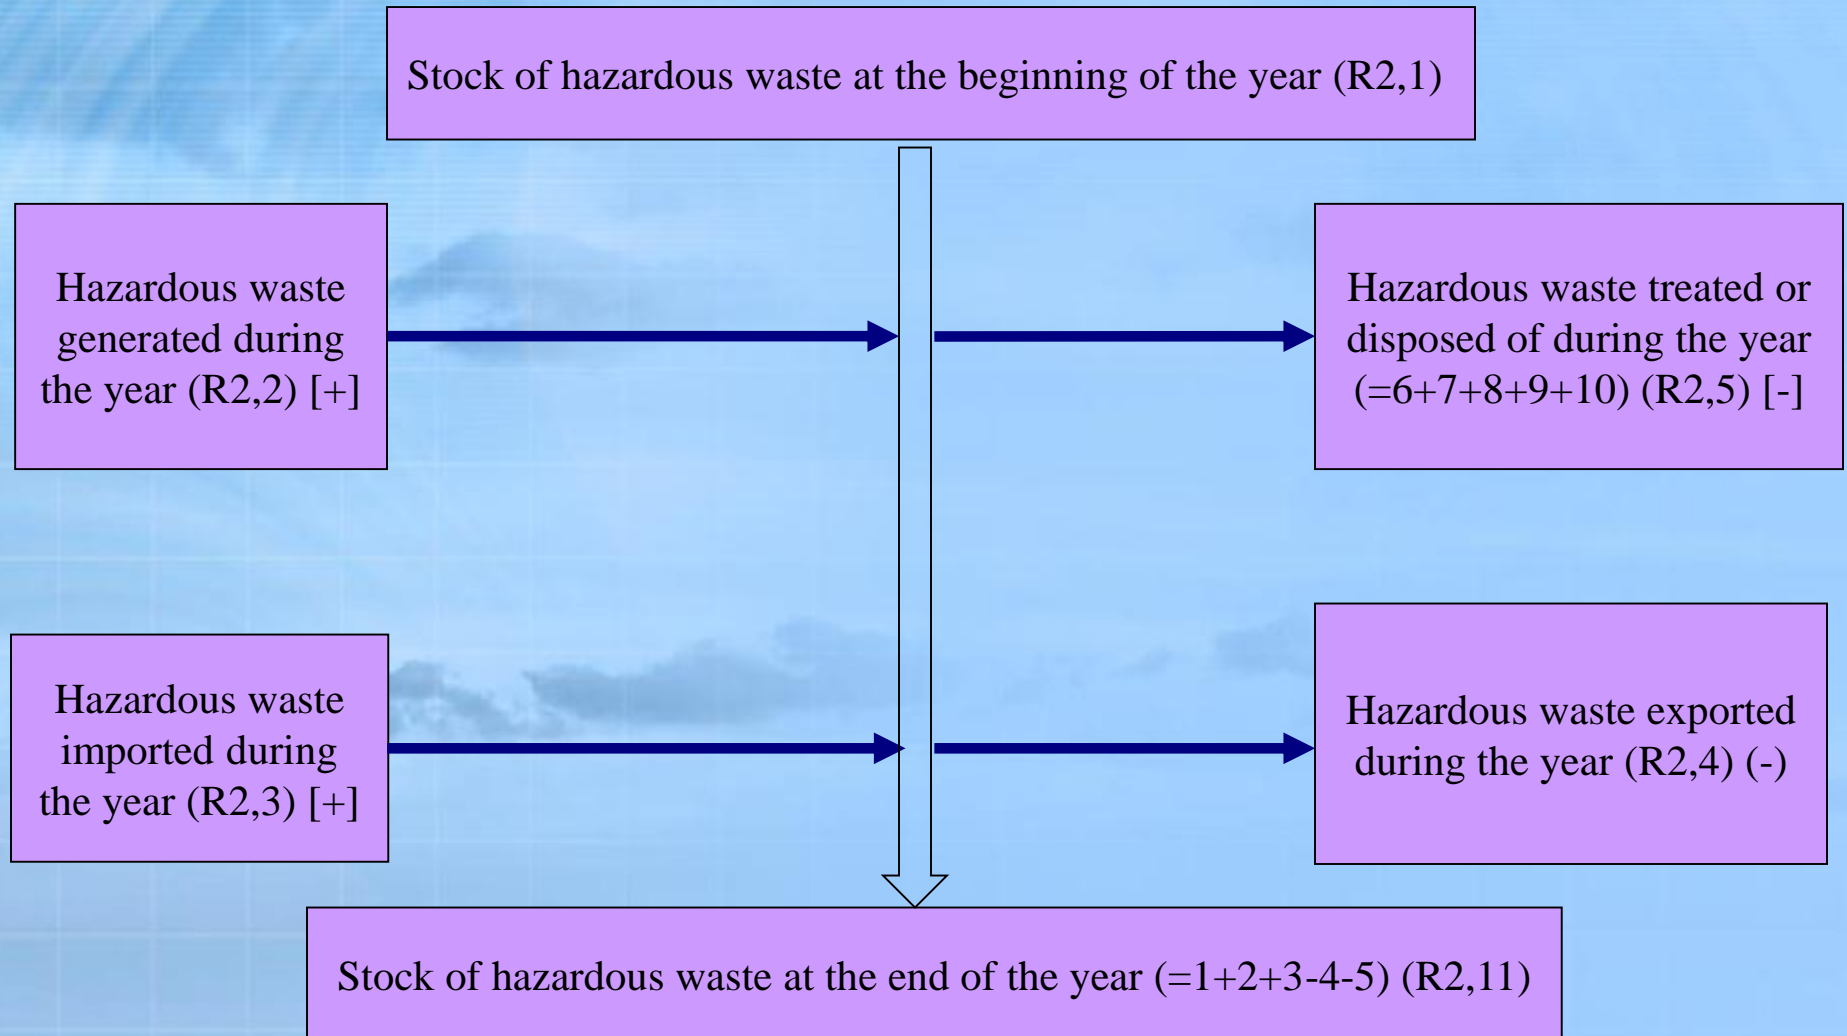 Stock of hazardous waste at the beginning of the year (R2,1)
Hazardous waste
generated during
the year (R2,2) [+]
Hazardous waste treated or
disposed of during the year
(=6+7+8+9+10) (R2,5) [-]
Hazardous waste
imported during
the year (R2,3) [+]
Hazardous waste exported
during the year (R2,4) (-)
Stock of hazardous waste at the end of the year (=1+2+3-4-5) (R2,11)